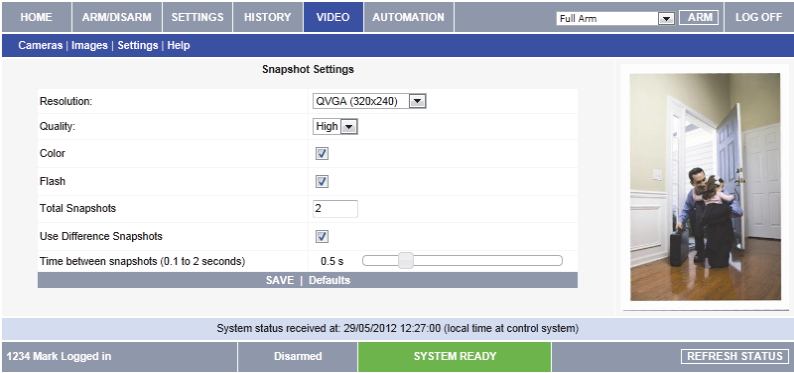 HOME ARM/DISARM SETTINGS HISTORY VIDEO AUTOMATION Full Arm ARM LOG OFF
Cameras | Images | Settings | Help
Snapshot Settings
Resolution: QVGA (320x240)
Quality: High
Color
Flash
Total Snapshots 2
Use Difference Snapshots
Time between snapshots (0.1 to 2 seconds) 0.5 s
SAVE | Defaults
System status received at: 29/05/2012 12:27:00 (local time at control system)
1234 Mark Logged in Disarmed SYSTEM READY REFRESH STATUS